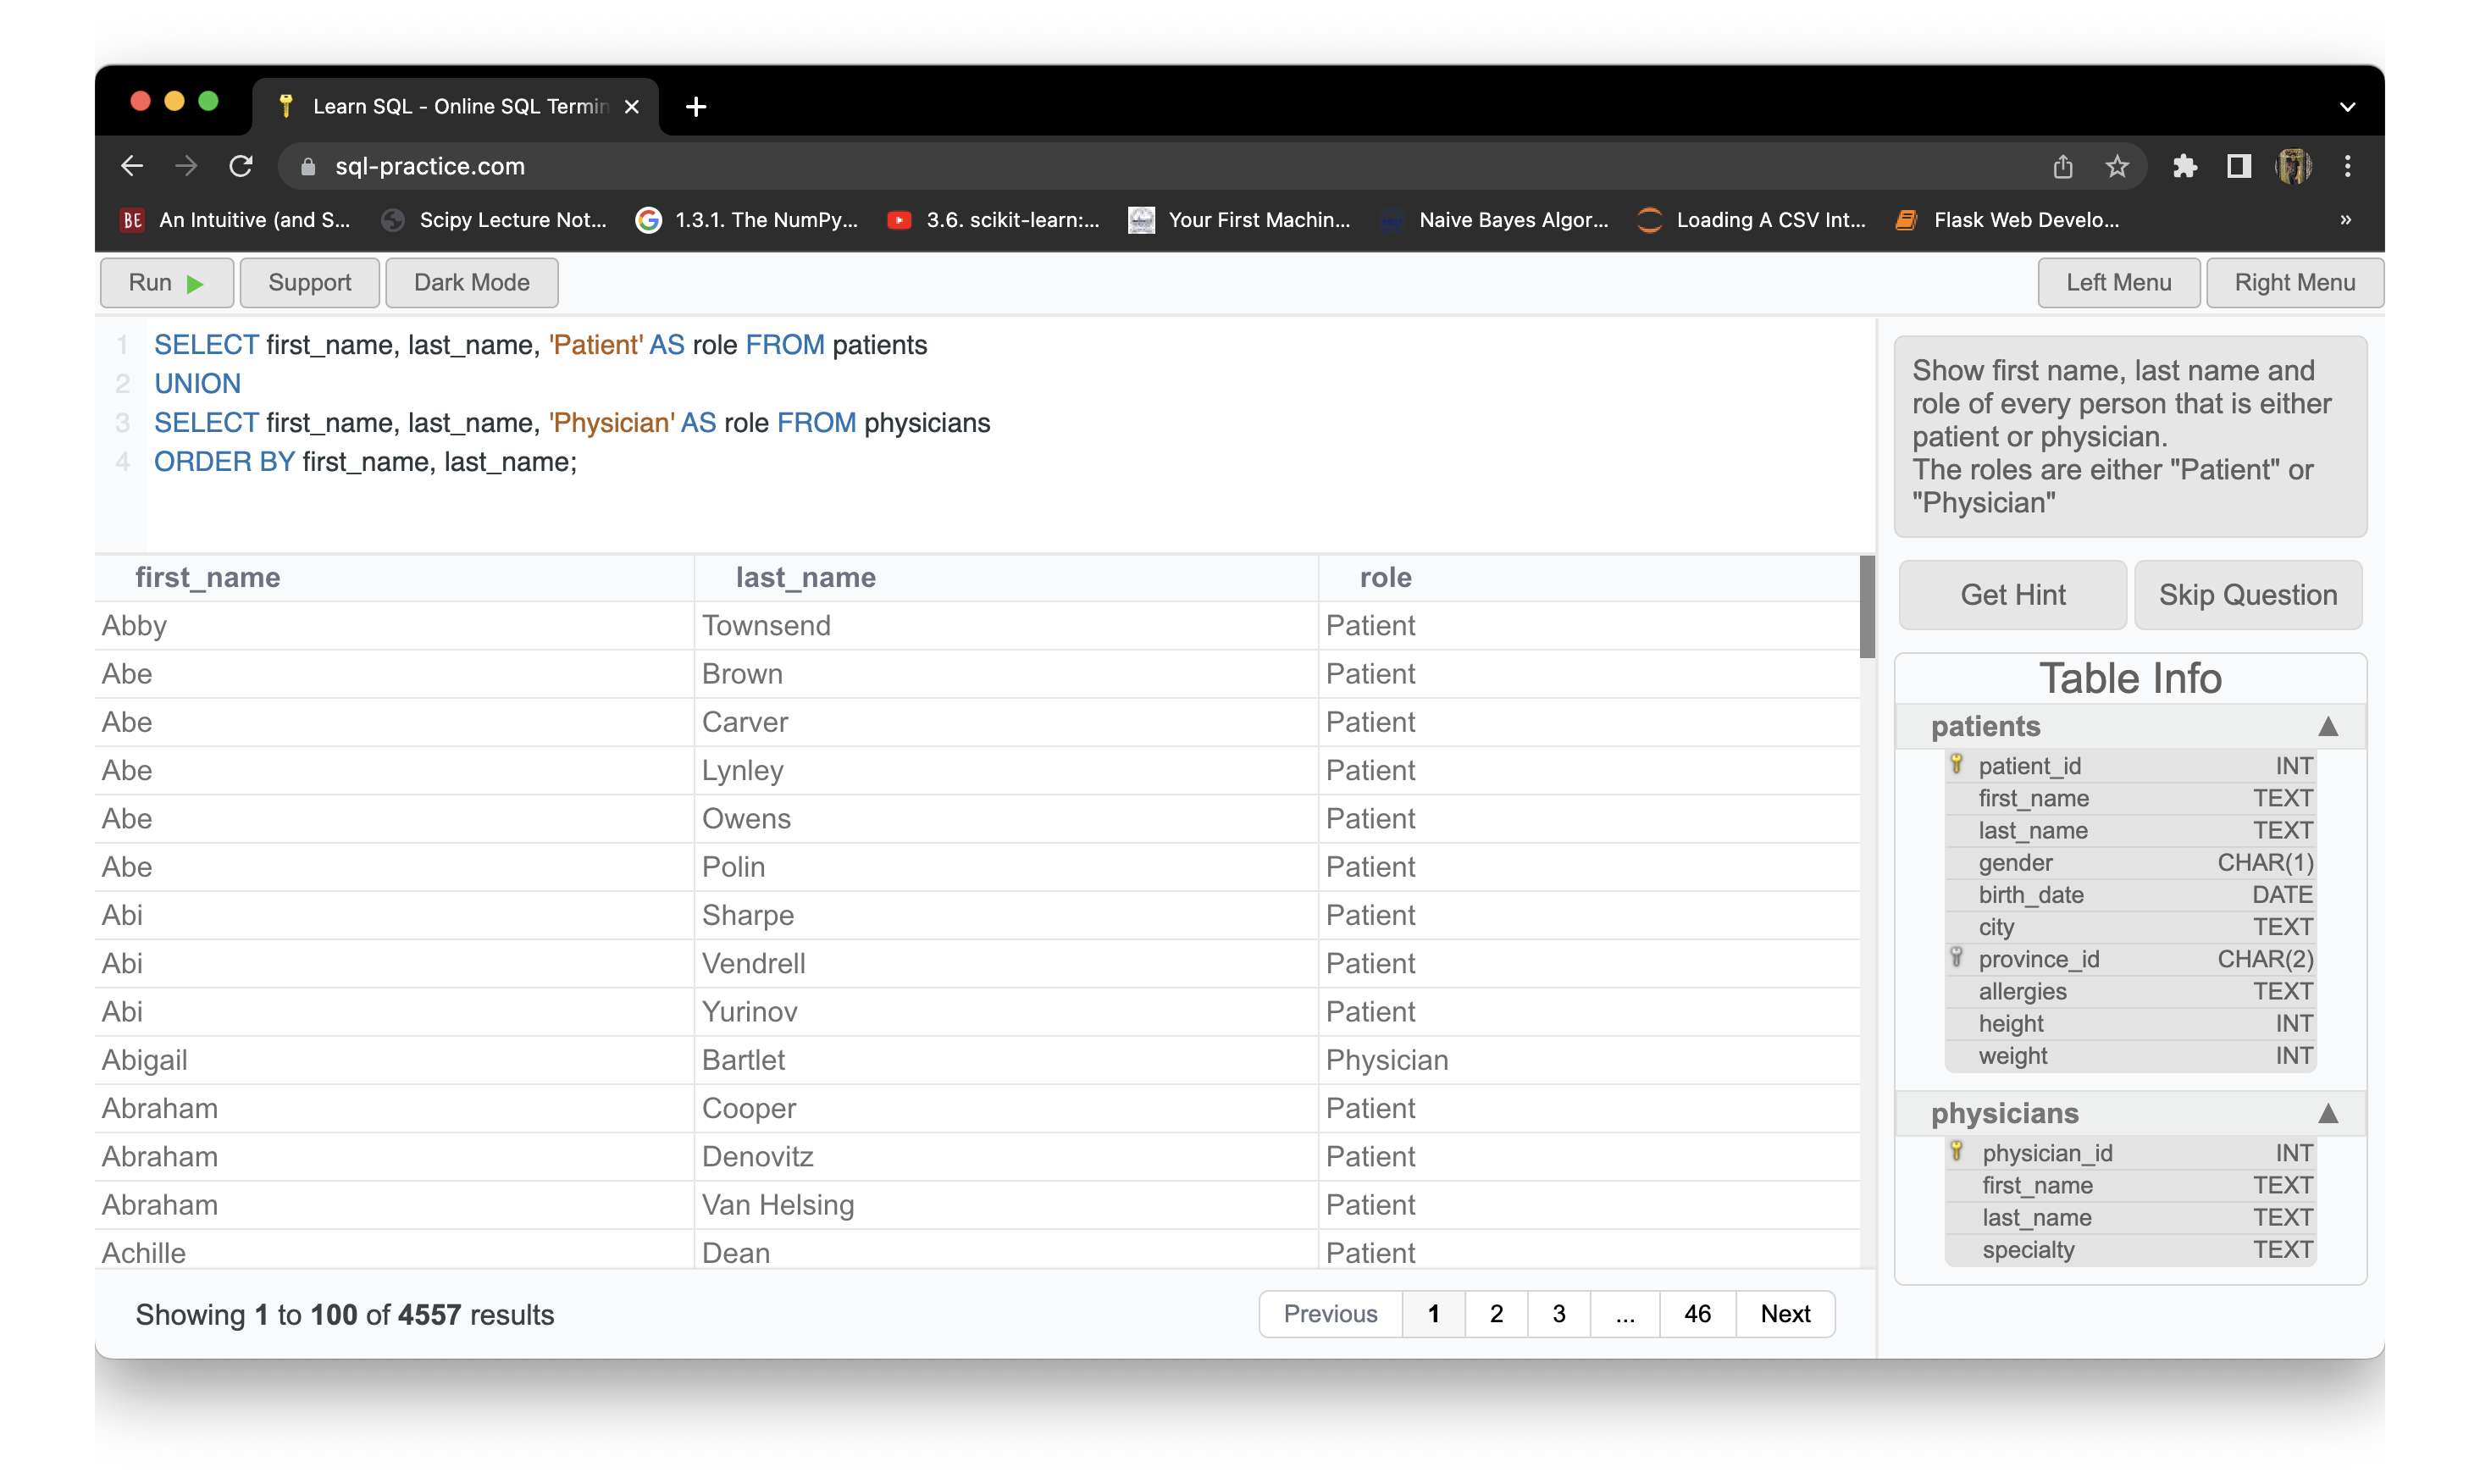 Learn SQL - Online SQL Termin
sql-practice.com
BE An Intuitive (and S...
Scipy Lecture Not...
1.3.1. The NumPy...
3.6. scikit-learn:...
Your First Machin...
Naive Bayes Algor...
Loading A CSV Int...
Flask Web Develo...
»
Run
Support
Dark Mode
Left Menu
Right Menu
1 SELECT first_name, last_name, 'Patient' AS role FROM patients
2 UNION
3 SELECT first_name, last_name, 'Physician' AS role FROM physicians
4 ORDER BY first_name, last_name;
first_name last_name role
Abby Townsend Patient
Abe Brown Patient
Abe Carver Patient
Abe Lynley Patient
Abe Owens Patient
Abe Polin Patient
Abi Sharpe Patient
Abi Vendrell Patient
Abi Yurinov Patient
Abigail Bartlet Physician
Abraham Cooper Patient
Abraham Denovitz Patient
Abraham Van Helsing Patient
Achille Dean Patient
Showing 1 to 100 of 4557 results
Previous 1 2 3 ... 46 Next
Show first name, last name and
role of every person that is either
patient or physician.
The roles are either "Patient" or
"Physician"
Get Hint
Skip Question
Table Info
patients
patient_id INT
first_name TEXT
last_name TEXT
gender CHAR(1)
birth_date DATE
city TEXT
province_id CHAR(2)
allergies TEXT
height INT
weight INT
physicians
physician_id INT
first_name TEXT
last_name TEXT
specialty TEXT